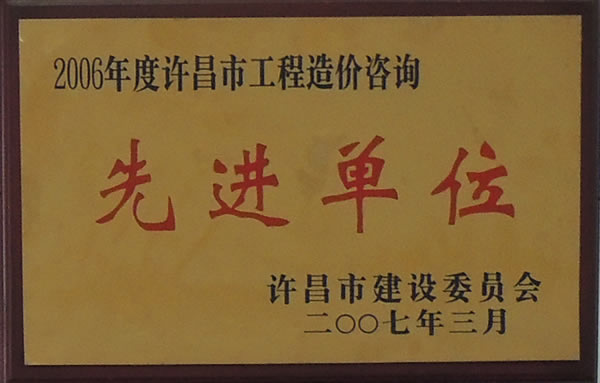 2006年度许昌市工程造价咨询
先进单位
许昌市建设委员会
二〇〇七年三月